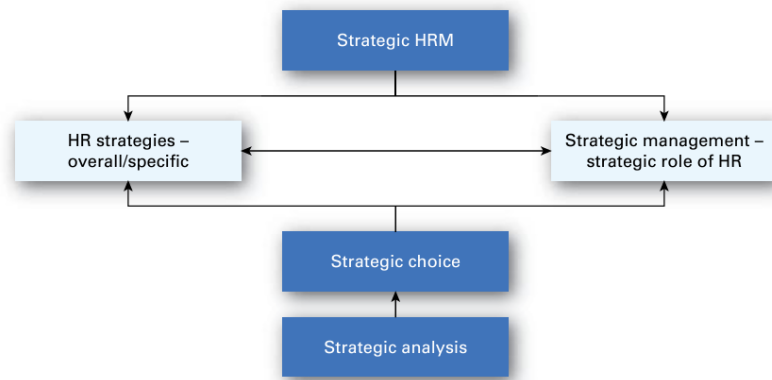 Strategic HRM
HR strategies –
overall/specific
Strategic management –
strategic role of HR
Strategic choice
Strategic analysis